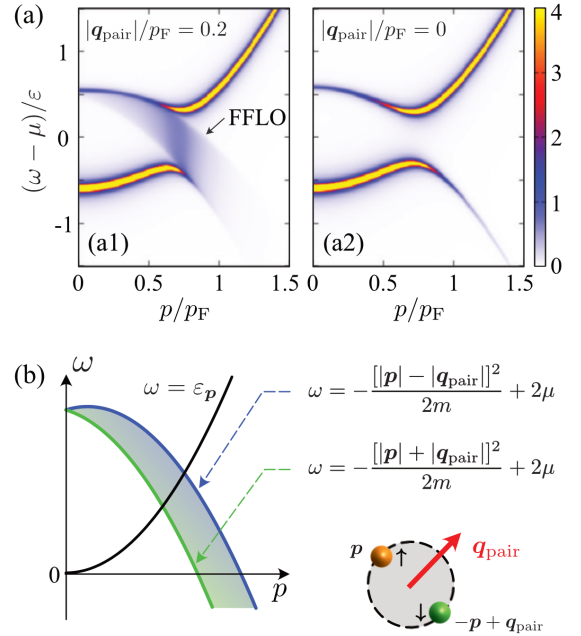 (a)
|q_pair|/p_F = 0.2
|q_pair|/p_F = 0
(ω − μ)/ε
1
0
-1
FFLO
(a1)
(a2)
0
0.5
1
1.5
0
0.5
1
1.5
p/p_F
p/p_F
4
3
2
1
0
(b)
ω
ω = ε_p
0
p
ω = −[|p| − |q_pair|]²/2m + 2μ
ω = −[|p| + |q_pair|]²/2m + 2μ
p
↑
q_pair
↓
−p + q_pair